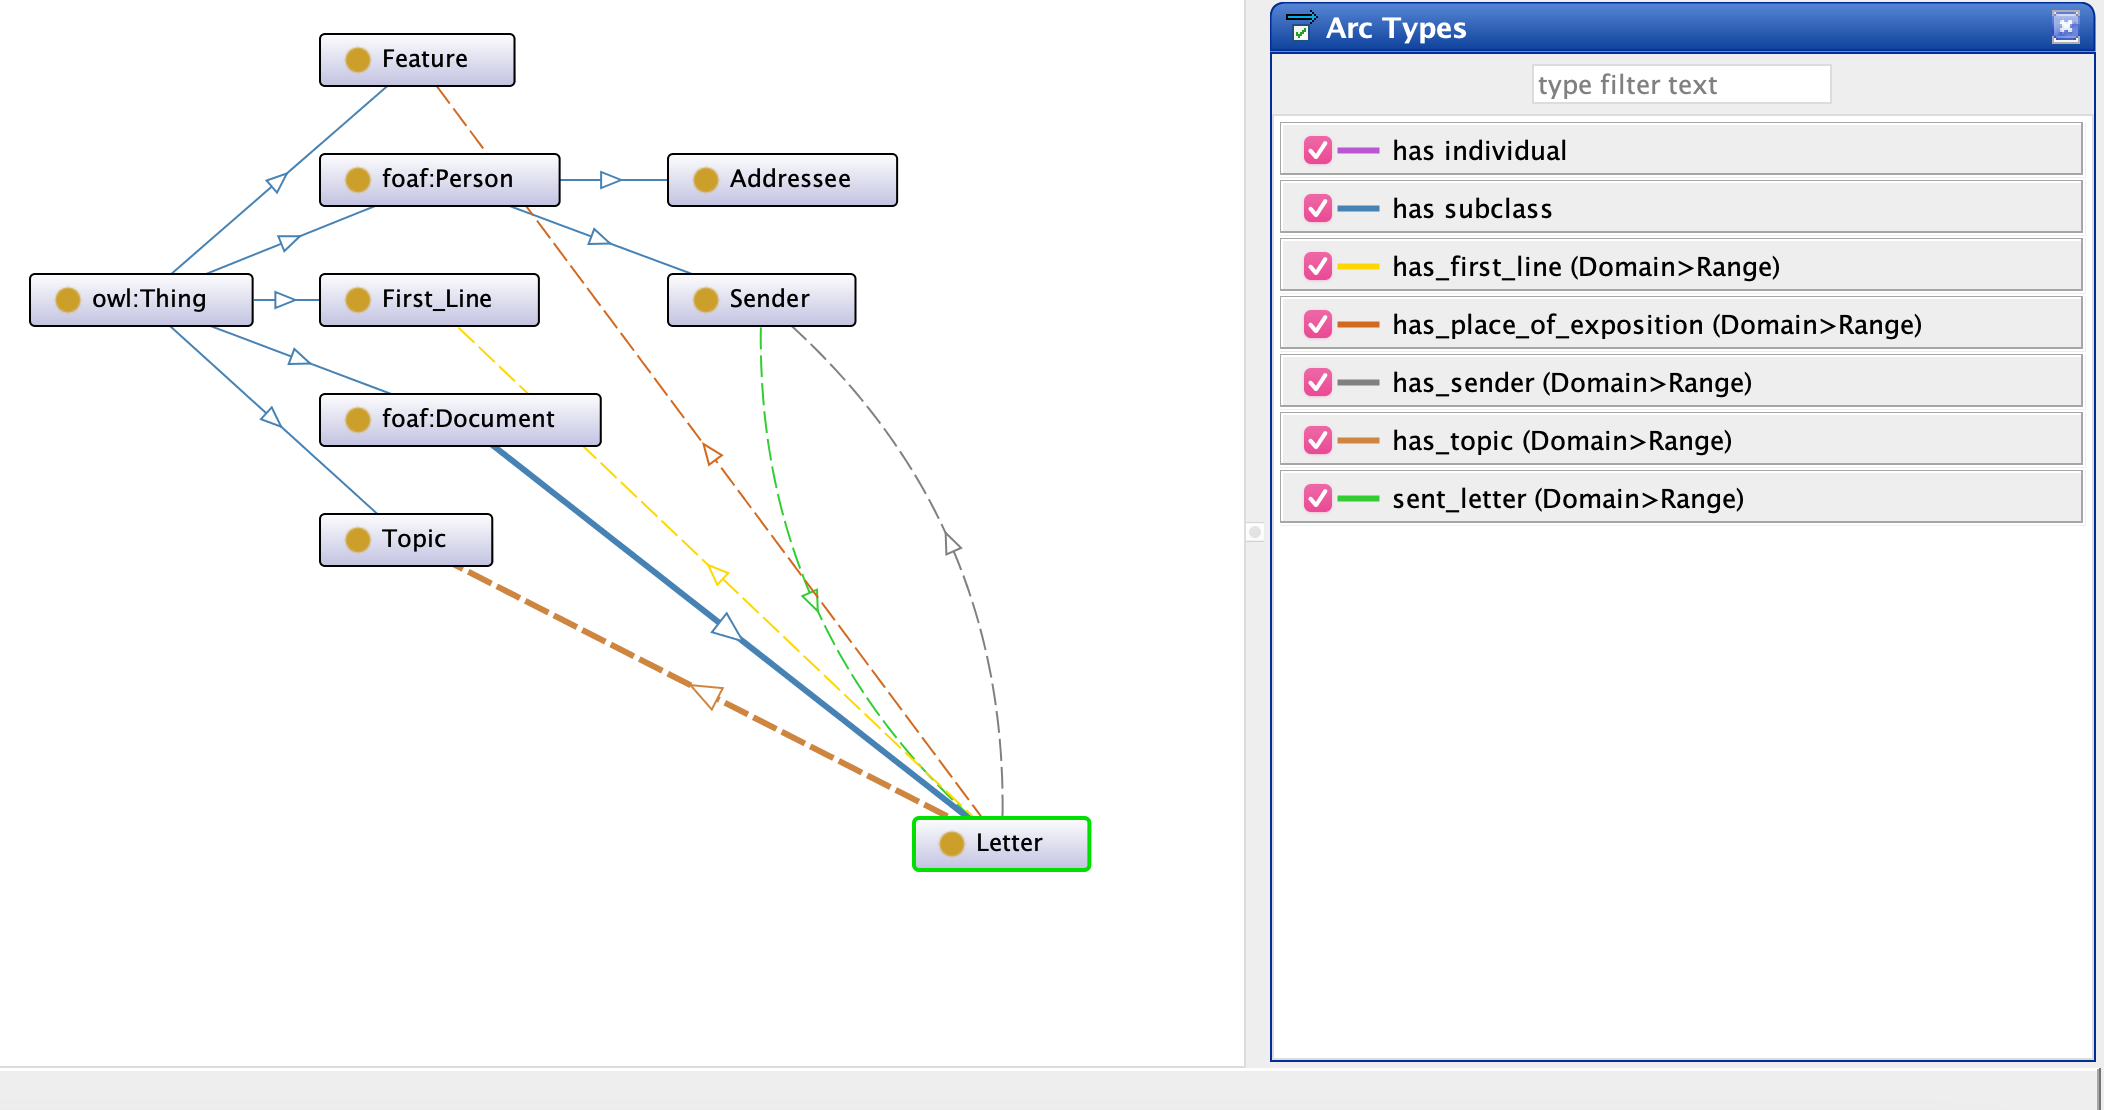 Feature
foaf:Person
Addressee
owl:Thing
First_Line
Sender
foaf:Document
Topic
Letter
Arc Types
type filter text
has individual
has subclass
has_first_line (Domain>Range)
has_place_of_exposition (Domain>Range)
has_sender (Domain>Range)
has_topic (Domain>Range)
sent_letter (Domain>Range)